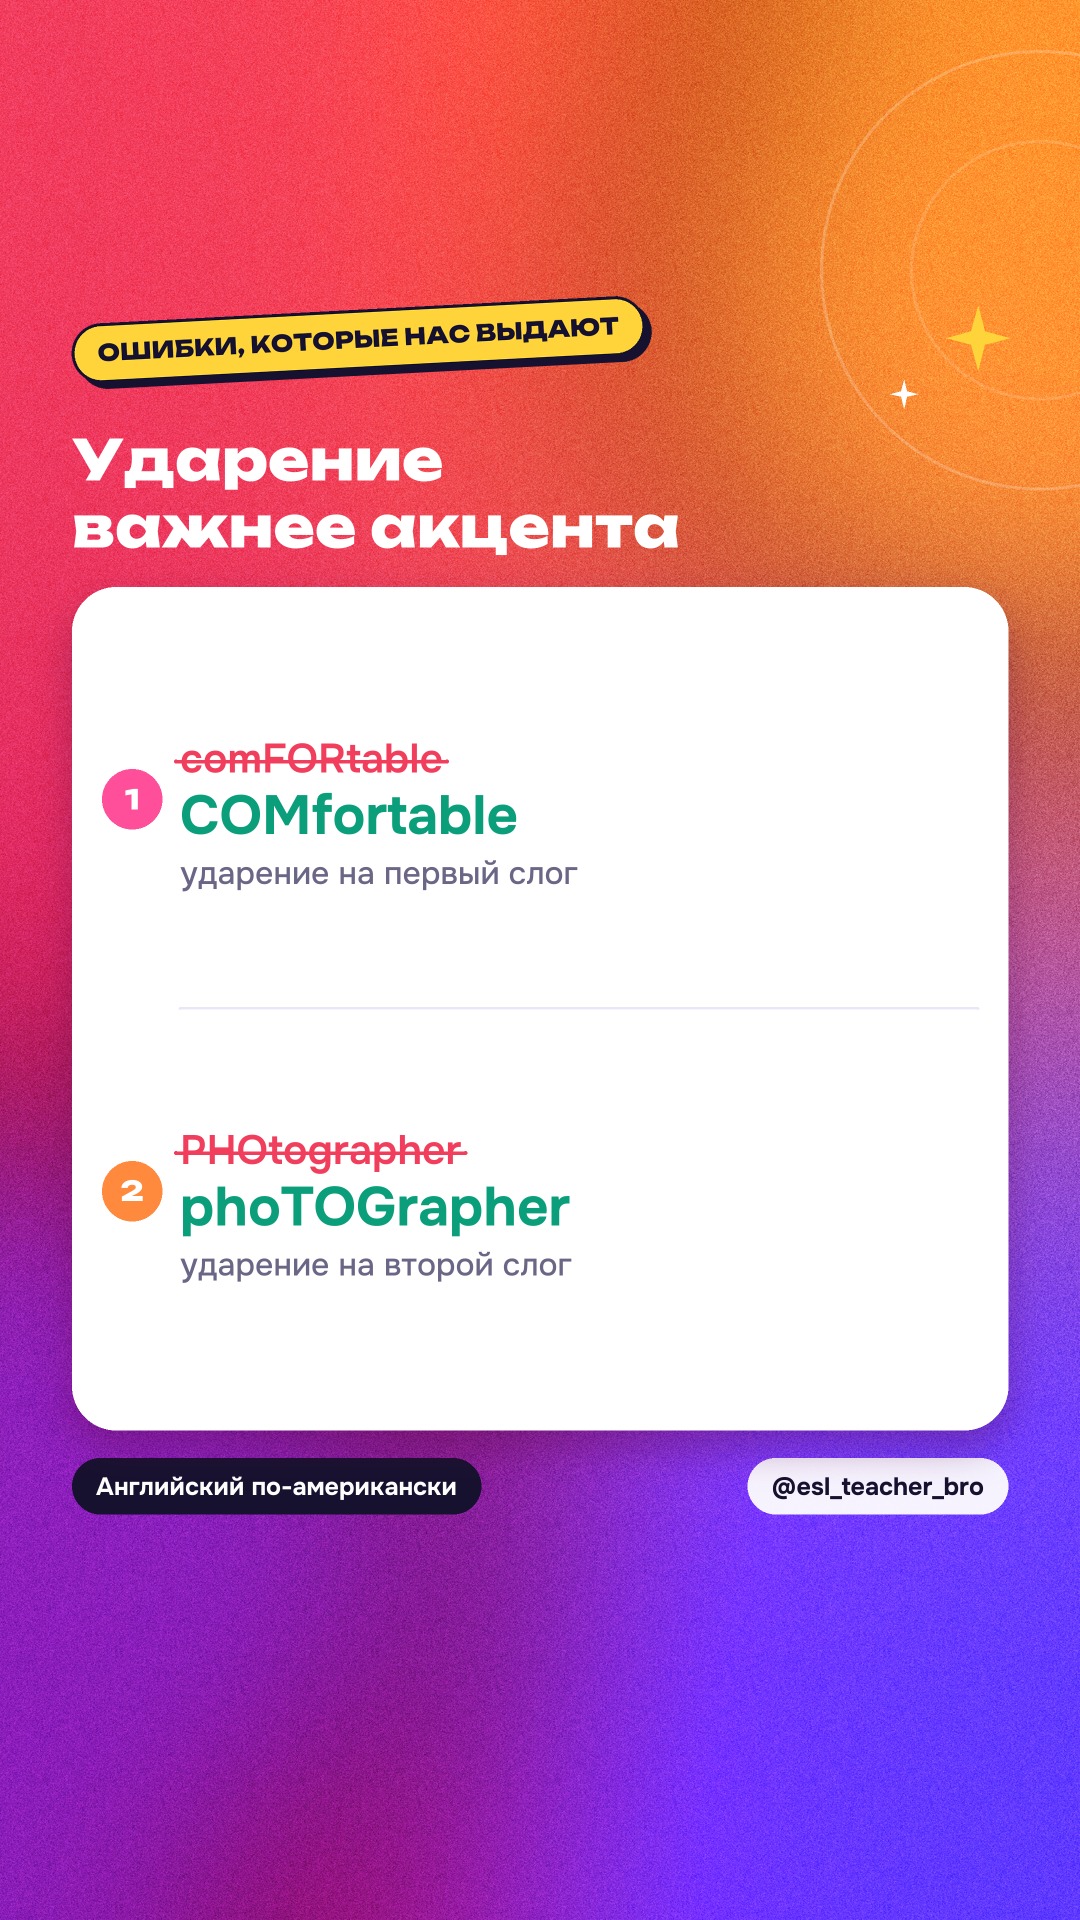 ОШИБКИ, КОТОРЫЕ НАС ВЫДАЮТ
Ударение
важнее акцента
comFORtable
1
COMfortable
ударение на первый слог
PHOtographer
2
phoTOGrapher
ударение на второй слог
Английский по-американски
@esl_teacher_bro